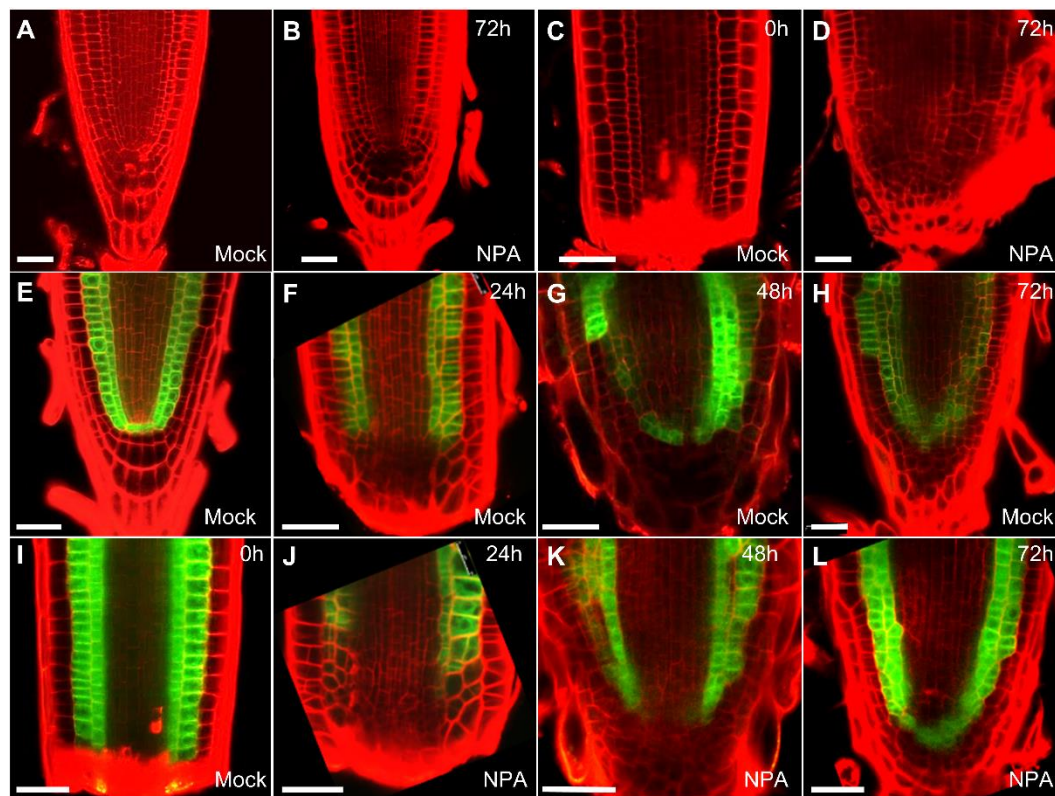 A
Mock
B 72h
NPA
C 0h
Mock
D 72h
NPA
E
Mock
F 24h
Mock
G 48h
Mock
H 72h
Mock
I 0h
Mock
J 24h
NPA
K 48h
NPA
L 72h
NPA